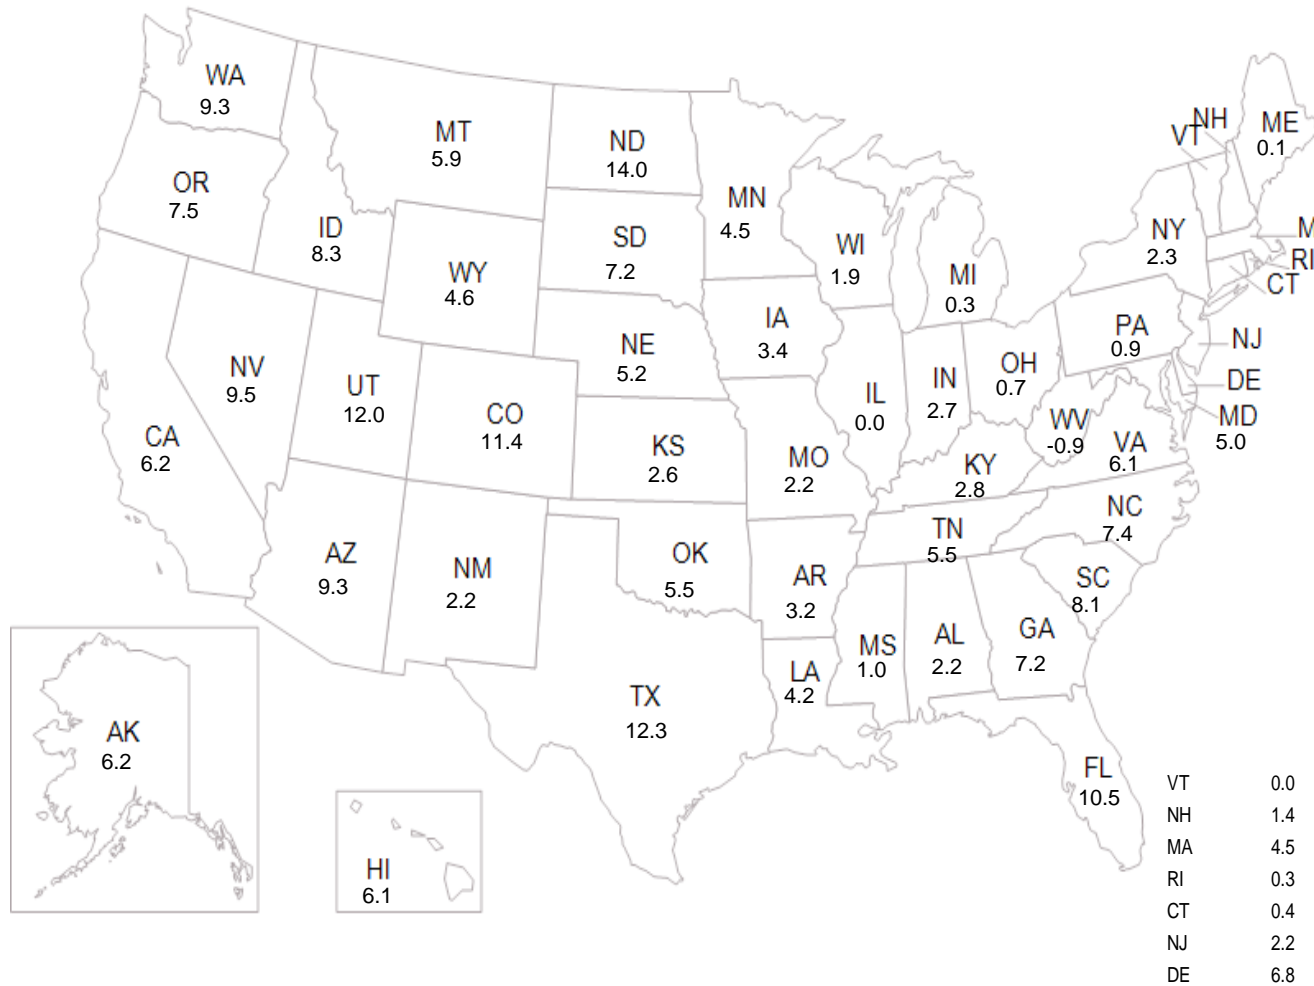 WA
9.3
MT
5.9
ND
14.0
OR
7.5
ID
8.3
WY
4.6
SD
7.2
MN
4.5
WI
1.9
MI
0.3
NH
VT
ME
0.1
NY
2.3
M
RI
CT
NV
9.5
UT
12.0
CO
11.4
NE
5.2
IA
3.4
IL
0.0
IN
2.7
OH
0.7
PA
0.9
NJ
DE
MD
5.0
CA
6.2
KS
2.6
MO
2.2
KY
2.8
WV
-0.9
VA
6.1
AZ
9.3
NM
2.2
OK
5.5
AR
3.2
TN
5.5
NC
7.4
SC
8.1
TX
12.3
LA
4.2
MS
1.0
AL
2.2
GA
7.2
FL
10.5
AK
6.2
HI
6.1
VT 0.0
NH 1.4
MA 4.5
RI 0.3
CT 0.4
NJ 2.2
DE 6.8